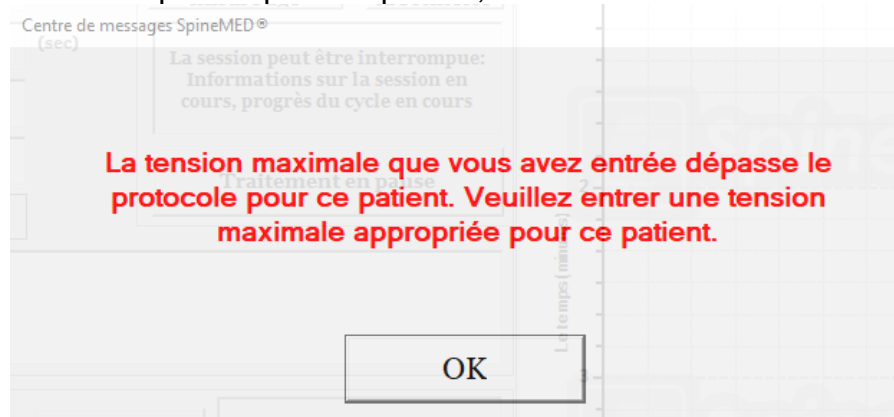 Centre de messages SpineMED®
(sec)
La session peut être interrompue:
Informations sur la session en
cours, progrès du cycle en cours
La tension maximale que vous avez entrée dépasse le
protocole pour ce patient. Veuillez entrer une tension
maximale appropriée pour ce patient.
Traitement en pause
2
Le temps (minutes)
3
OK